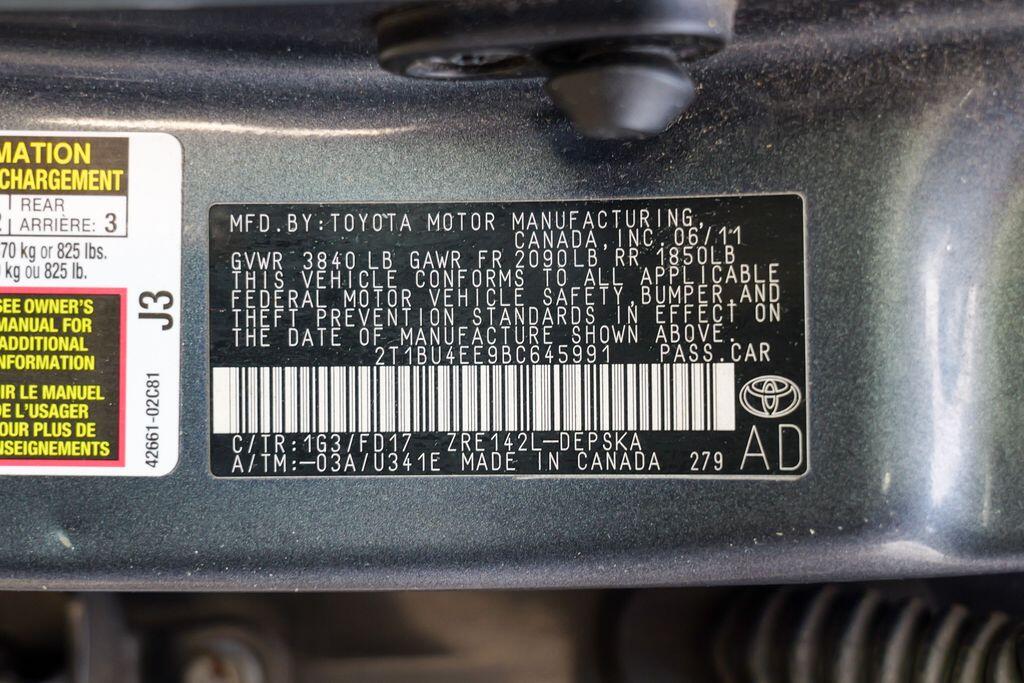 MATION
CHARGEMENT
REAR
ARRIÈRE: 3
70 kg or 825 lbs.
kg ou 825 lb.
SEE OWNER'S
MANUAL FOR
ADDITIONAL
INFORMATION
IR LE MANUEL
DE L'USAGER
OUR PLUS DE
NSEIGNEMENTS
J3
42661-02C81
MFD.BY:TOYOTA MOTOR MANUFACTURING,
CANADA,INC.06/11
GVWR 3840 LB GAWR FR 2090LB RR 1850LB
THIS VEHICLE CONFORMS TO ALL APPLICABLE
FEDERAL MOTOR VEHICLE SAFETY,BUMPER,AND
THEFT PREVENTION STANDARDS IN EFFECT ON
THE DATE OF MANUFACTURE SHOWN ABOVE.
2T1BU4EE9BC645991 PASS.CAR
C/TR:1G3/FD17 ZRE142L-DEPSKA
A/TM:-03A/U341E MADE IN CANADA 279
AD